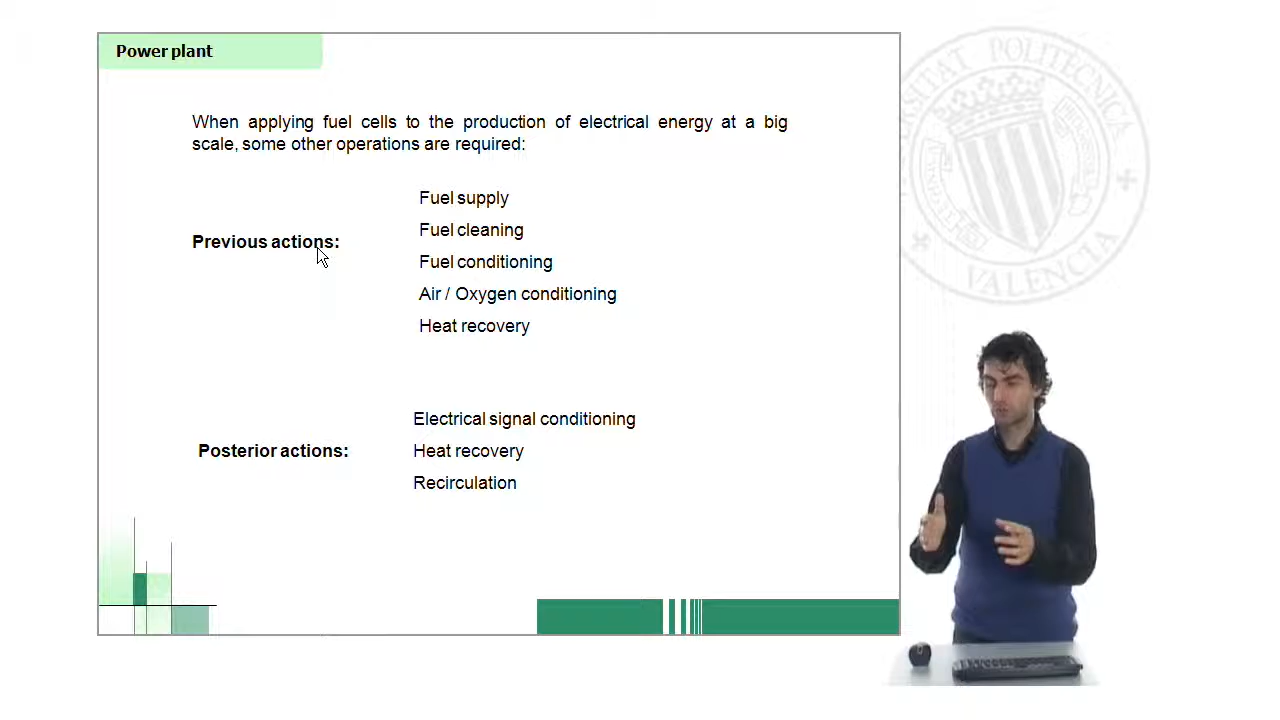 Power plant
When applying fuel cells to the production of electrical energy at a big
scale, some other operations are required:
Fuel supply
Fuel cleaning
Previous actions:
Fuel conditioning
Air / Oxygen conditioning
Heat recovery
Electrical signal conditioning
Posterior actions:
Heat recovery
Recirculation
POLITECNICA
VALENCIA